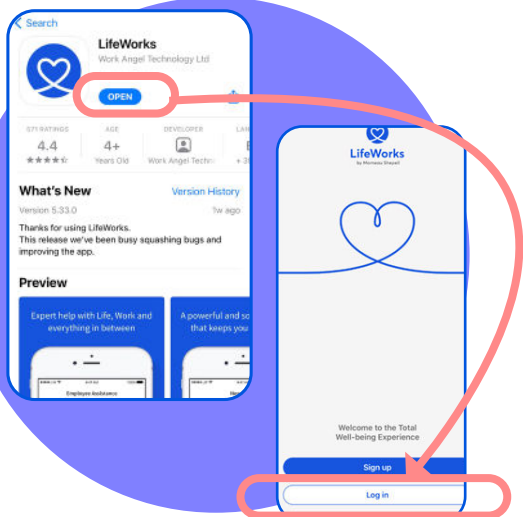 Search
LifeWorks
Work Angel Technology Ltd
OPEN
571 RATINGS
4.4
AGE
4+
Years Old
DEVELOPER
Work Angel Techn
What's New
Version History
Version 5.33.0
1w ago
Thanks for using LifeWorks.
This release we've been busy squashing bugs and
improving the app.
Preview
Expert help with Life, Work and
everything in between
A powerful and so
that keeps you
Employee Assistance
LifeWorks
by Morneau Shepell
Welcome to the Total
Well-being Experience
Sign up
Log in